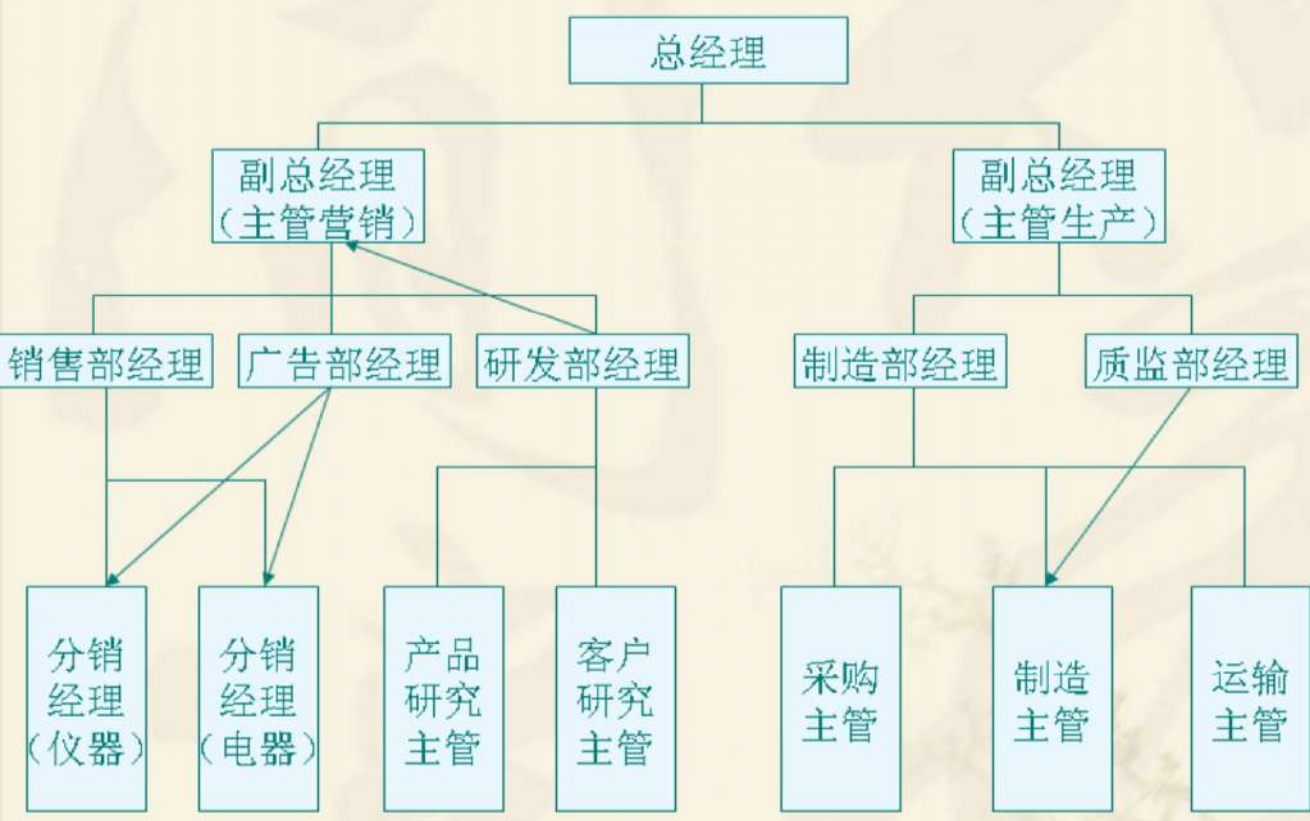 总经理
副总经理
（主管营销）
副总经理
（主管生产）
销售部经理
广告部经理
研发部经理
制造部经理
质监部经理
分销
经理
（仪器）
分销
经理
（电器）
产品
研究
主管
客户
研究
主管
采购
主管
制造
主管
运输
主管